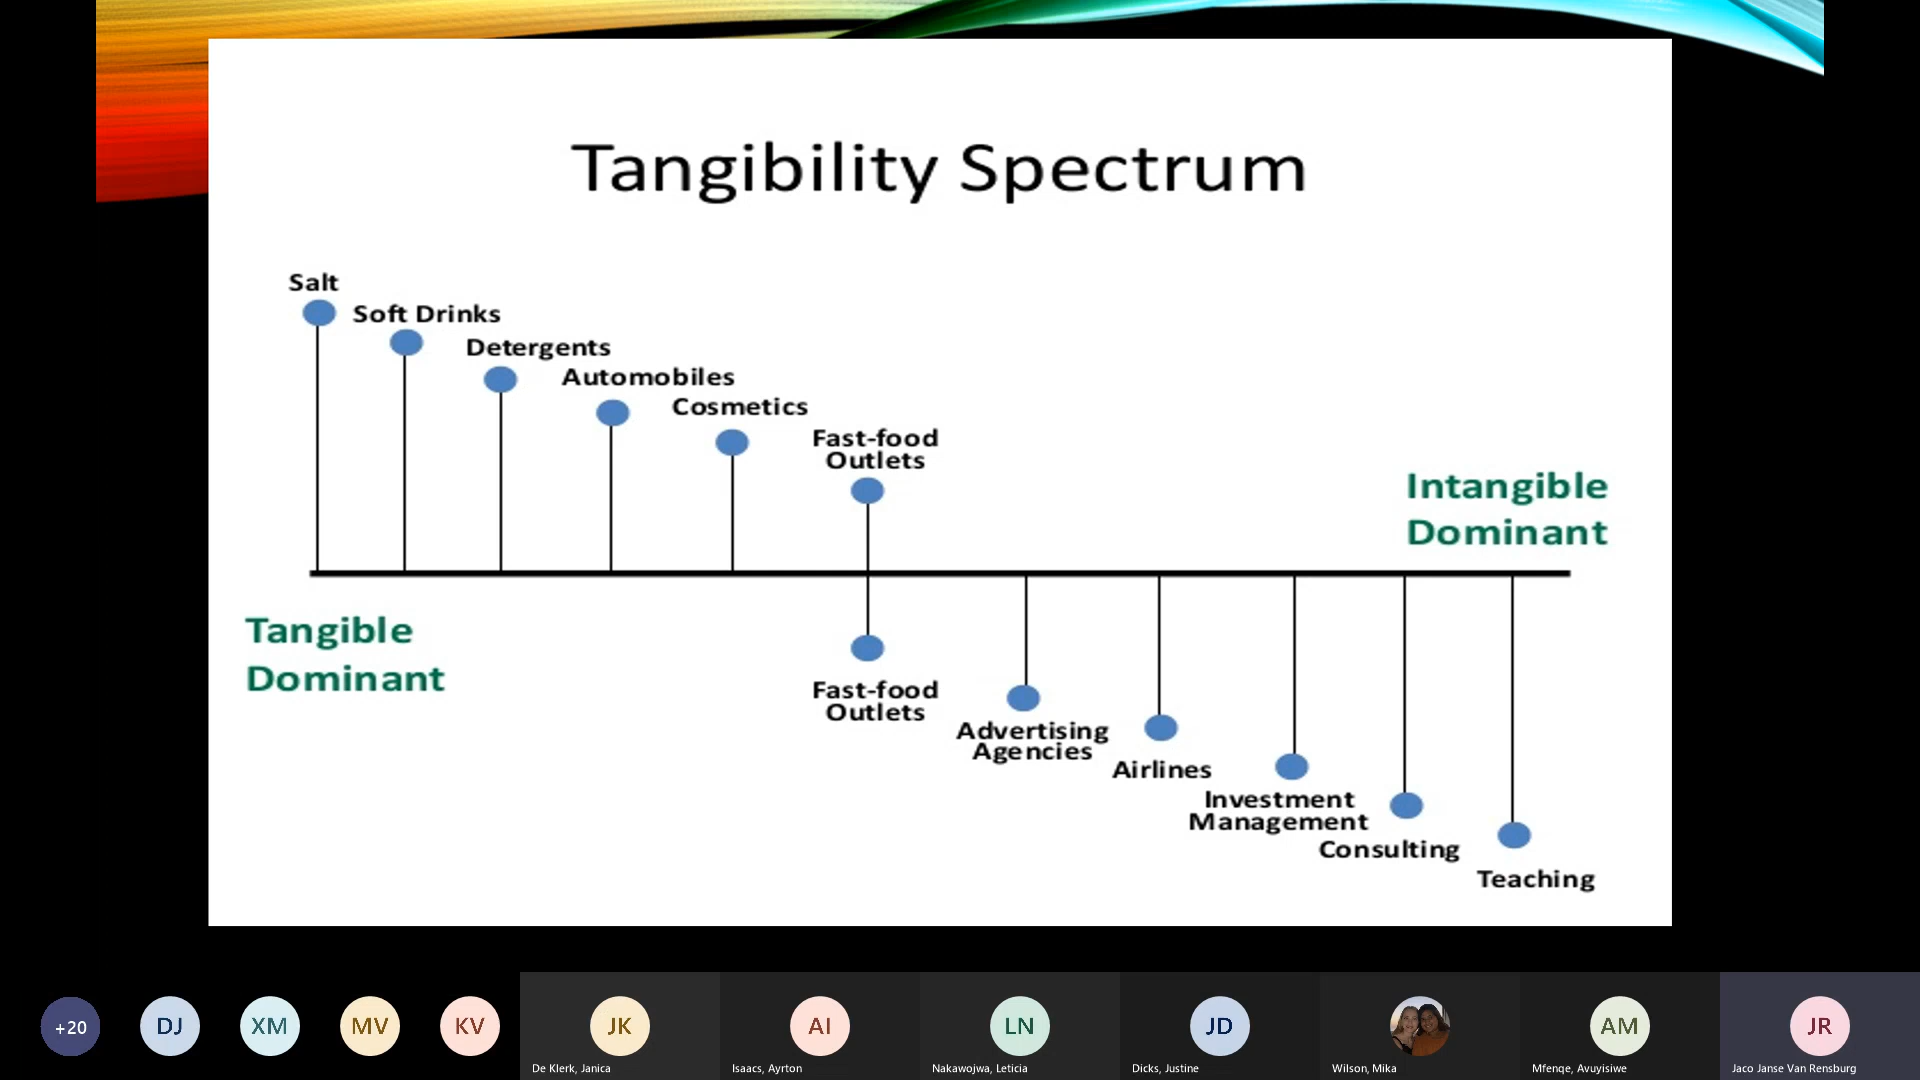 Tangibility Spectrum
Salt
Soft Drinks
Detergents
Automobiles
Cosmetics
Fast-food
Outlets
Intangible
Dominant
Tangible
Dominant
Fast-food
Outlets
Advertising
Agencies
Airlines
Investment
Management
Consulting
Teaching
+20
DJ
XM
MV
KV
JK
De Klerk, Janica
AI
Isaacs, Ayrton
LN
Nakawojwa, Leticia
JD
Dicks, Justine
Wilson, Mika
AM
Mfenqe, Avuyisiwe
JR
Jaco Janse Van Rensburg